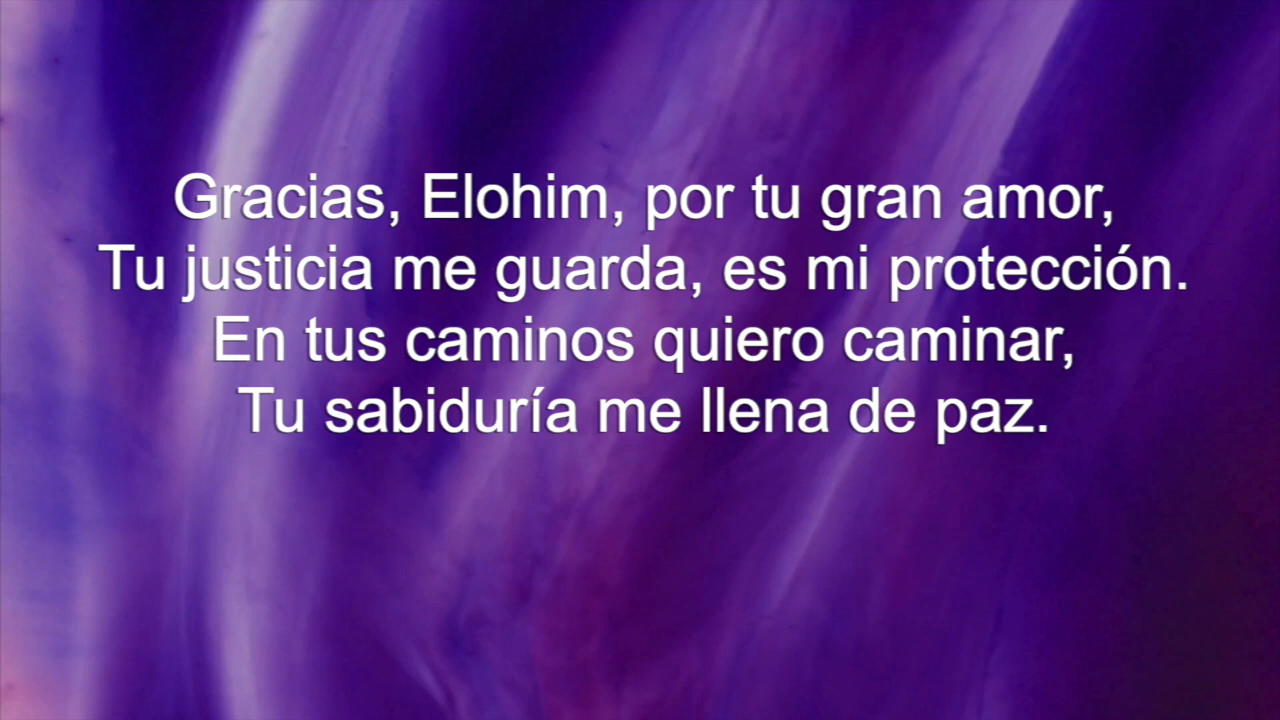 Gracias, Elohim, por tu gran amor,
Tu justicia me guarda, es mi protección.
En tus caminos quiero caminar,
Tu sabiduría me llena de paz.